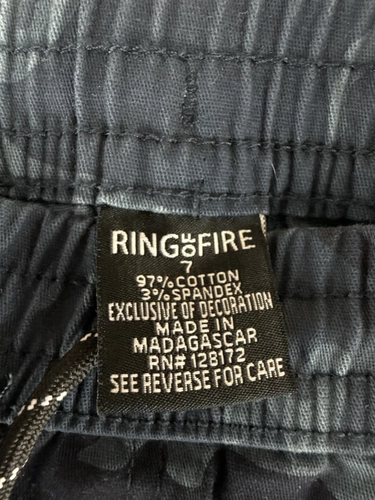 RING OF FIRE
7
97% COTTON
3% SPANDEX
EXCLUSIVE OF DECORATION
MADE IN
MADAGASCAR
RN# 128172
SEE REVERSE FOR CARE